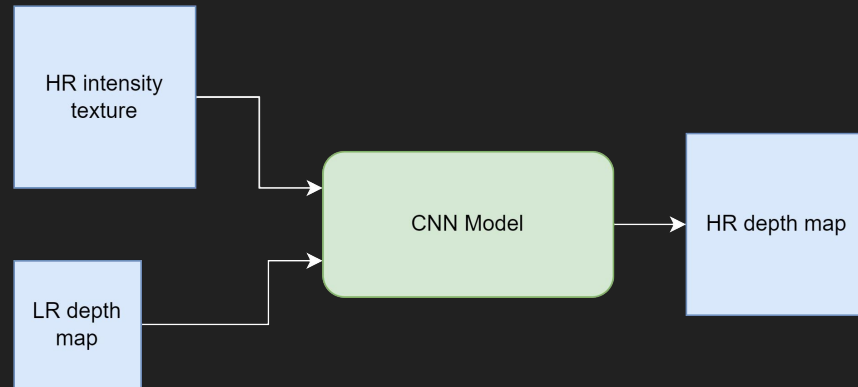 HR intensity
texture
CNN Model
HR depth map
LR depth
map